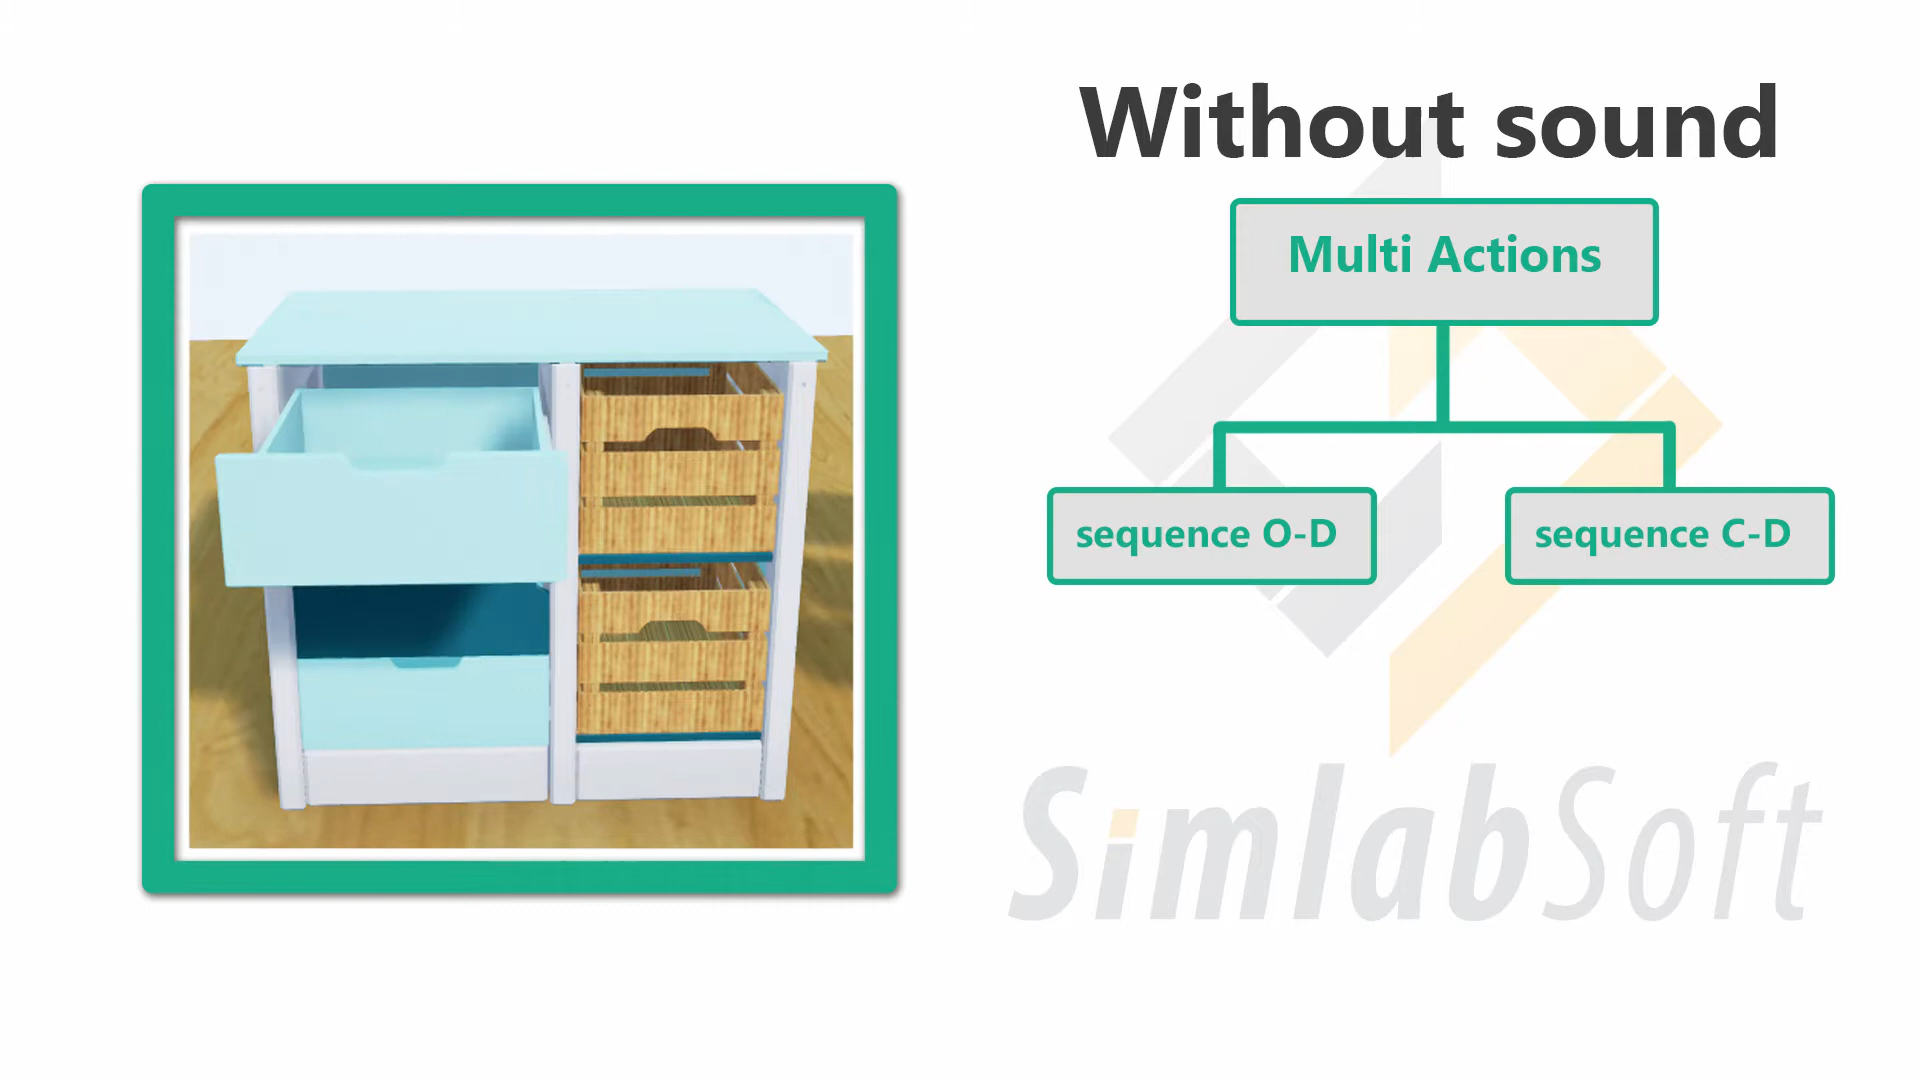 Without sound
Multi Actions
sequence O-D
sequence C-D
SimlabSoft